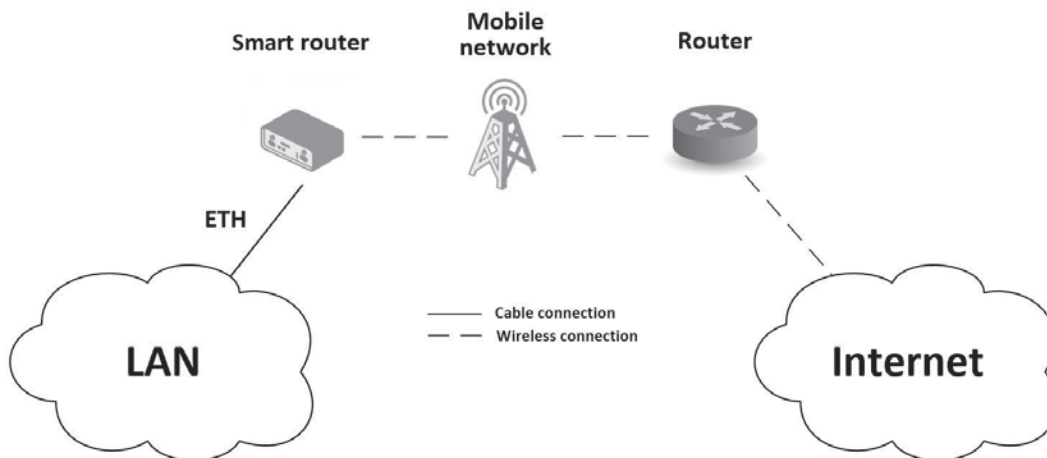 Smart router
Mobile
network
Router
ETH
Cable connection
Wireless connection
LAN
Internet